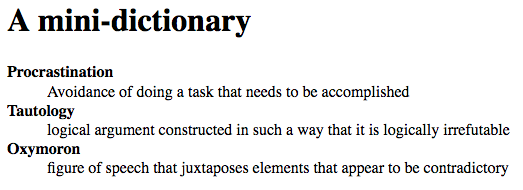 A mini-dictionary
Procrastination
Avoidance of doing a task that needs to be accomplished
Tautology
logical argument constructed in such a way that it is logically irrefutable
Oxymoron
figure of speech that juxtaposes elements that appear to be contradictory